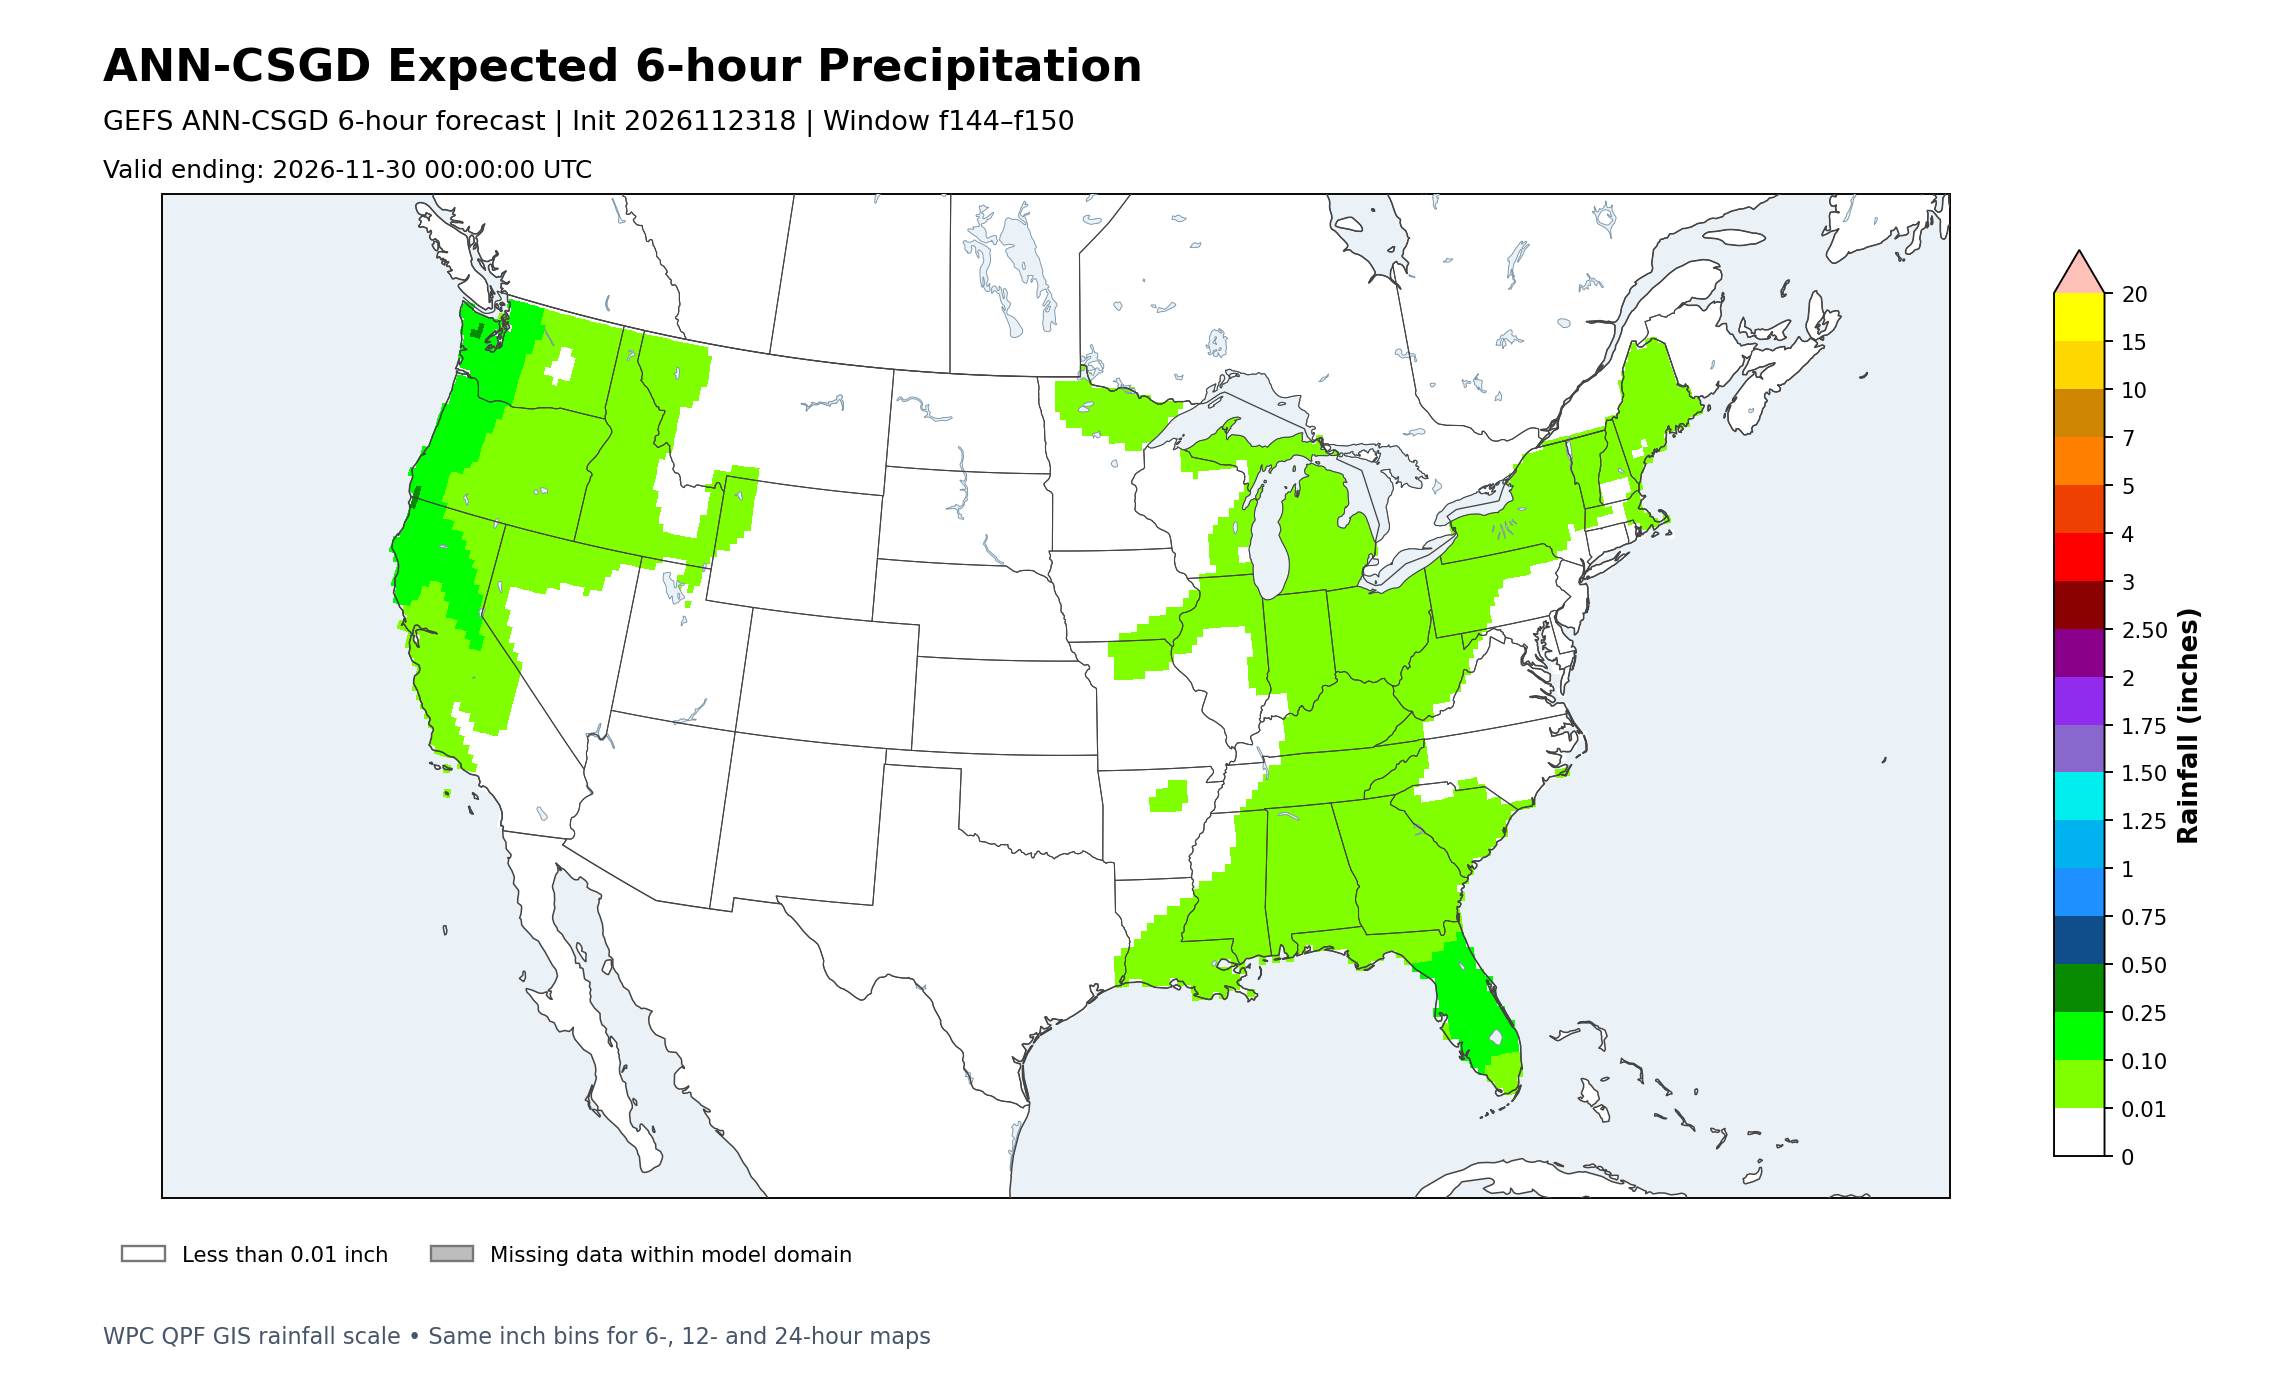 ANN-CSGD Expected 6-hour Precipitation
GEFS ANN-CSGD 6-hour forecast | Init 2026112318 | Window f144–f150
Valid ending: 2026-11-30 00:00:00 UTC
20
15
10
7
5
4
3
2.50
2
1.75
1.50
1.25
1
0.75
0.50
0.25
0.10
0.01
0
Rainfall (inches)
Less than 0.01 inch
Missing data within model domain
WPC QPF GIS rainfall scale • Same inch bins for 6-, 12- and 24-hour maps